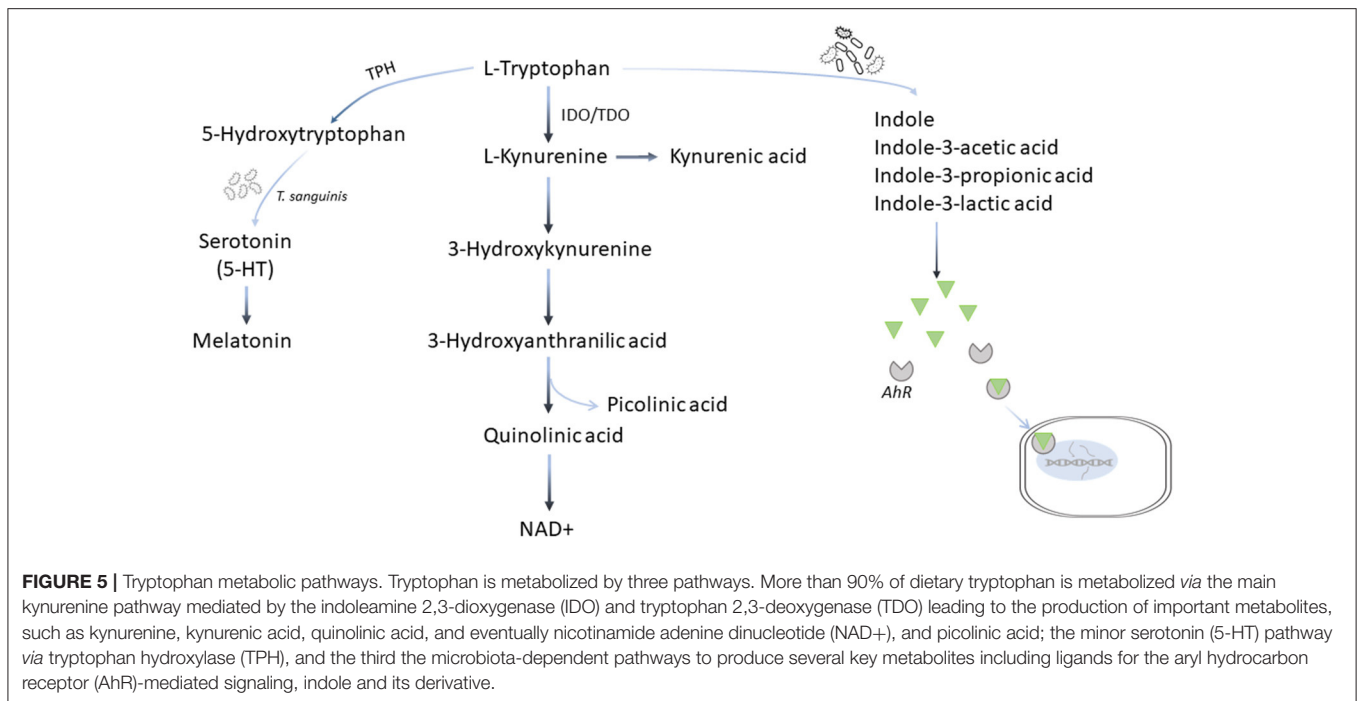 TPH
L-Tryptophan
IDO/TDO
5-Hydroxytryptophan
T. sanguinis
Serotonin
(5-HT)
Melatonin
L-Kynurenine
Kynurenic acid
3-Hydroxykynurenine
3-Hydroxyanthranilic acid
Picolinic acid
Quinolinic acid
NAD+
Indole
Indole-3-acetic acid
Indole-3-propionic acid
Indole-3-lactic acid
AhR
FIGURE 5 | Tryptophan metabolic pathways. Tryptophan is metabolized by three pathways. More than 90% of dietary tryptophan is metabolized via the main
kynurenine pathway mediated by the indoleamine 2,3-dioxygenase (IDO) and tryptophan 2,3-deoxygenase (TDO) leading to the production of important metabolites,
such as kynurenine, kynurenic acid, quinolinic acid, and eventually nicotinamide adenine dinucleotide (NAD+), and picolinic acid; the minor serotonin (5-HT) pathway
via tryptophan hydroxylase (TPH), and the third the microbiota-dependent pathways to produce several key metabolites including ligands for the aryl hydrocarbon
receptor (AhR)-mediated signaling, indole and its derivative.